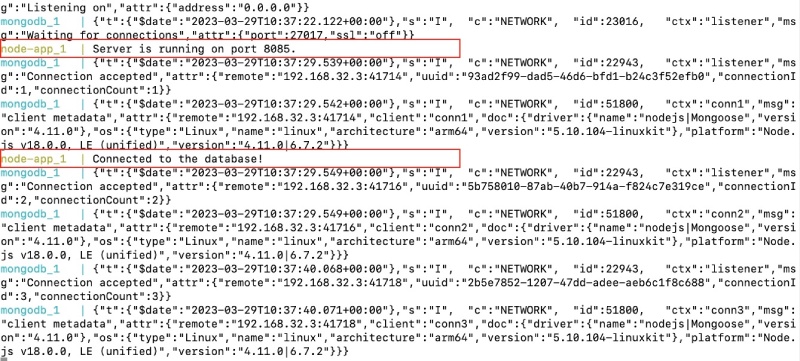 g":"Listening on","attr":{"address":"0.0.0.0"}}
mongodb_1   | {"t":{"$date":"2023-03-29T10:37:22.122+00:00"},"s":"I",  "c":"NETWORK",  "id":23016,   "ctx":"listener","ms
g":"Waiting for connections","attr":{"port":27017,"ssl":"off"}}
node-app_1  | Server is running on port 8085.
mongodb_1   | {"t":{"$date":"2023-03-29T10:37:29.539+00:00"},"s":"I",  "c":"NETWORK",  "id":22943,   "ctx":"listener","ms
g":"Connection accepted","attr":{"remote":"192.168.32.3:41714","uuid":"93ad2f99-dad5-46d6-bfd1-b24c3f52efb0","connectionI
d":1,"connectionCount":1}}
mongodb_1   | {"t":{"$date":"2023-03-29T10:37:29.542+00:00"},"s":"I",  "c":"NETWORK",  "id":51800,   "ctx":"conn1","msg":
"client metadata","attr":{"remote":"192.168.32.3:41714","client":"conn1","doc":{"driver":{"name":"nodejs|Mongoose","versi
on":"4.11.0"},"os":{"type":"Linux","name":"linux","architecture":"arm64","version":"5.10.104-linuxkit"},"platform":"Node.
js v18.0.0, LE (unified)","version":"4.11.0|6.7.2"}}}
node-app_1  | Connected to the database!
mongodb_1   | {"t":{"$date":"2023-03-29T10:37:29.549+00:00"},"s":"I",  "c":"NETWORK",  "id":22943,   "ctx":"listener","ms
g":"Connection accepted","attr":{"remote":"192.168.32.3:41716","uuid":"5b758010-87ab-40b7-914a-f824c7e319ce","connectionI
d":2,"connectionCount":2}}
mongodb_1   | {"t":{"$date":"2023-03-29T10:37:29.549+00:00"},"s":"I",  "c":"NETWORK",  "id":51800,   "ctx":"conn2","msg":
"client metadata","attr":{"remote":"192.168.32.3:41716","client":"conn2","doc":{"driver":{"name":"nodejs|Mongoose","versi
on":"4.11.0"},"os":{"type":"Linux","name":"linux","architecture":"arm64","version":"5.10.104-linuxkit"},"platform":"Node.
js v18.0.0, LE (unified)","version":"4.11.0|6.7.2"}}}
mongodb_1   | {"t":{"$date":"2023-03-29T10:37:40.068+00:00"},"s":"I",  "c":"NETWORK",  "id":22943,   "ctx":"listener","ms
g":"Connection accepted","attr":{"remote":"192.168.32.3:41718","uuid":"2b5e7852-1207-47dd-adee-aeb6c1f8c688","connectionI
d":3,"connectionCount":3}}
mongodb_1   | {"t":{"$date":"2023-03-29T10:37:40.071+00:00"},"s":"I",  "c":"NETWORK",  "id":51800,   "ctx":"conn3","msg":
"client metadata","attr":{"remote":"192.168.32.3:41718","client":"conn3","doc":{"driver":{"name":"nodejs|Mongoose","versi
on":"4.11.0"},"os":{"type":"Linux","name":"linux","architecture":"arm64","version":"5.10.104-linuxkit"},"platform":"Node.
js v18.0.0, LE (unified)","version":"4.11.0|6.7.2"}}}